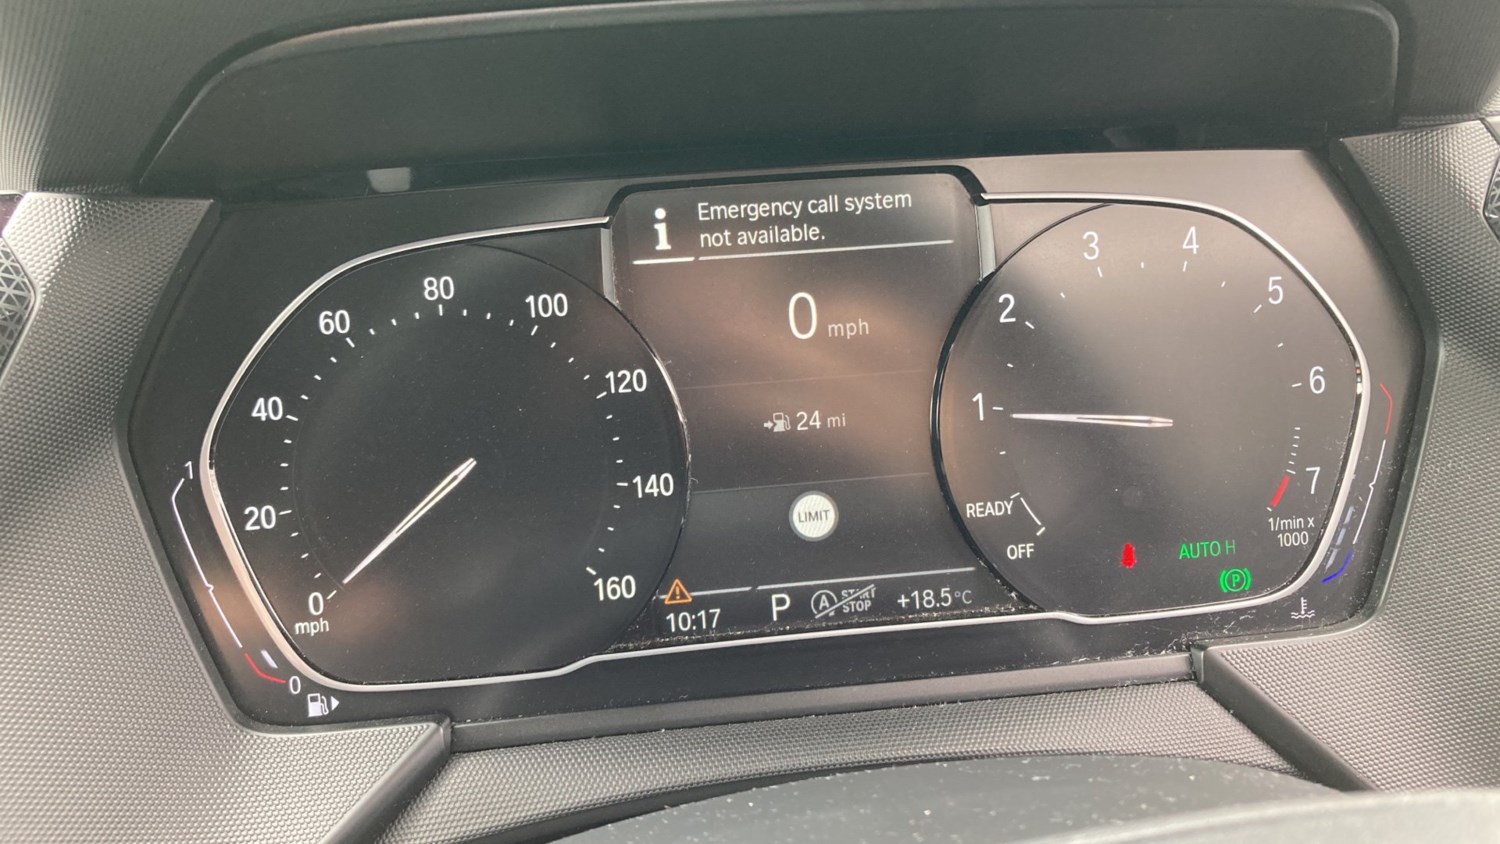 Emergency call system
not available.
0 mph
24 mi
LIMIT
10:17 P A START STOP +18.5°C
0 20 40 60 80 100 120 140 160
mph
1
0
OFF READY 1 2 3 4 5 6 7
1/min x
1000
AUTO H
P